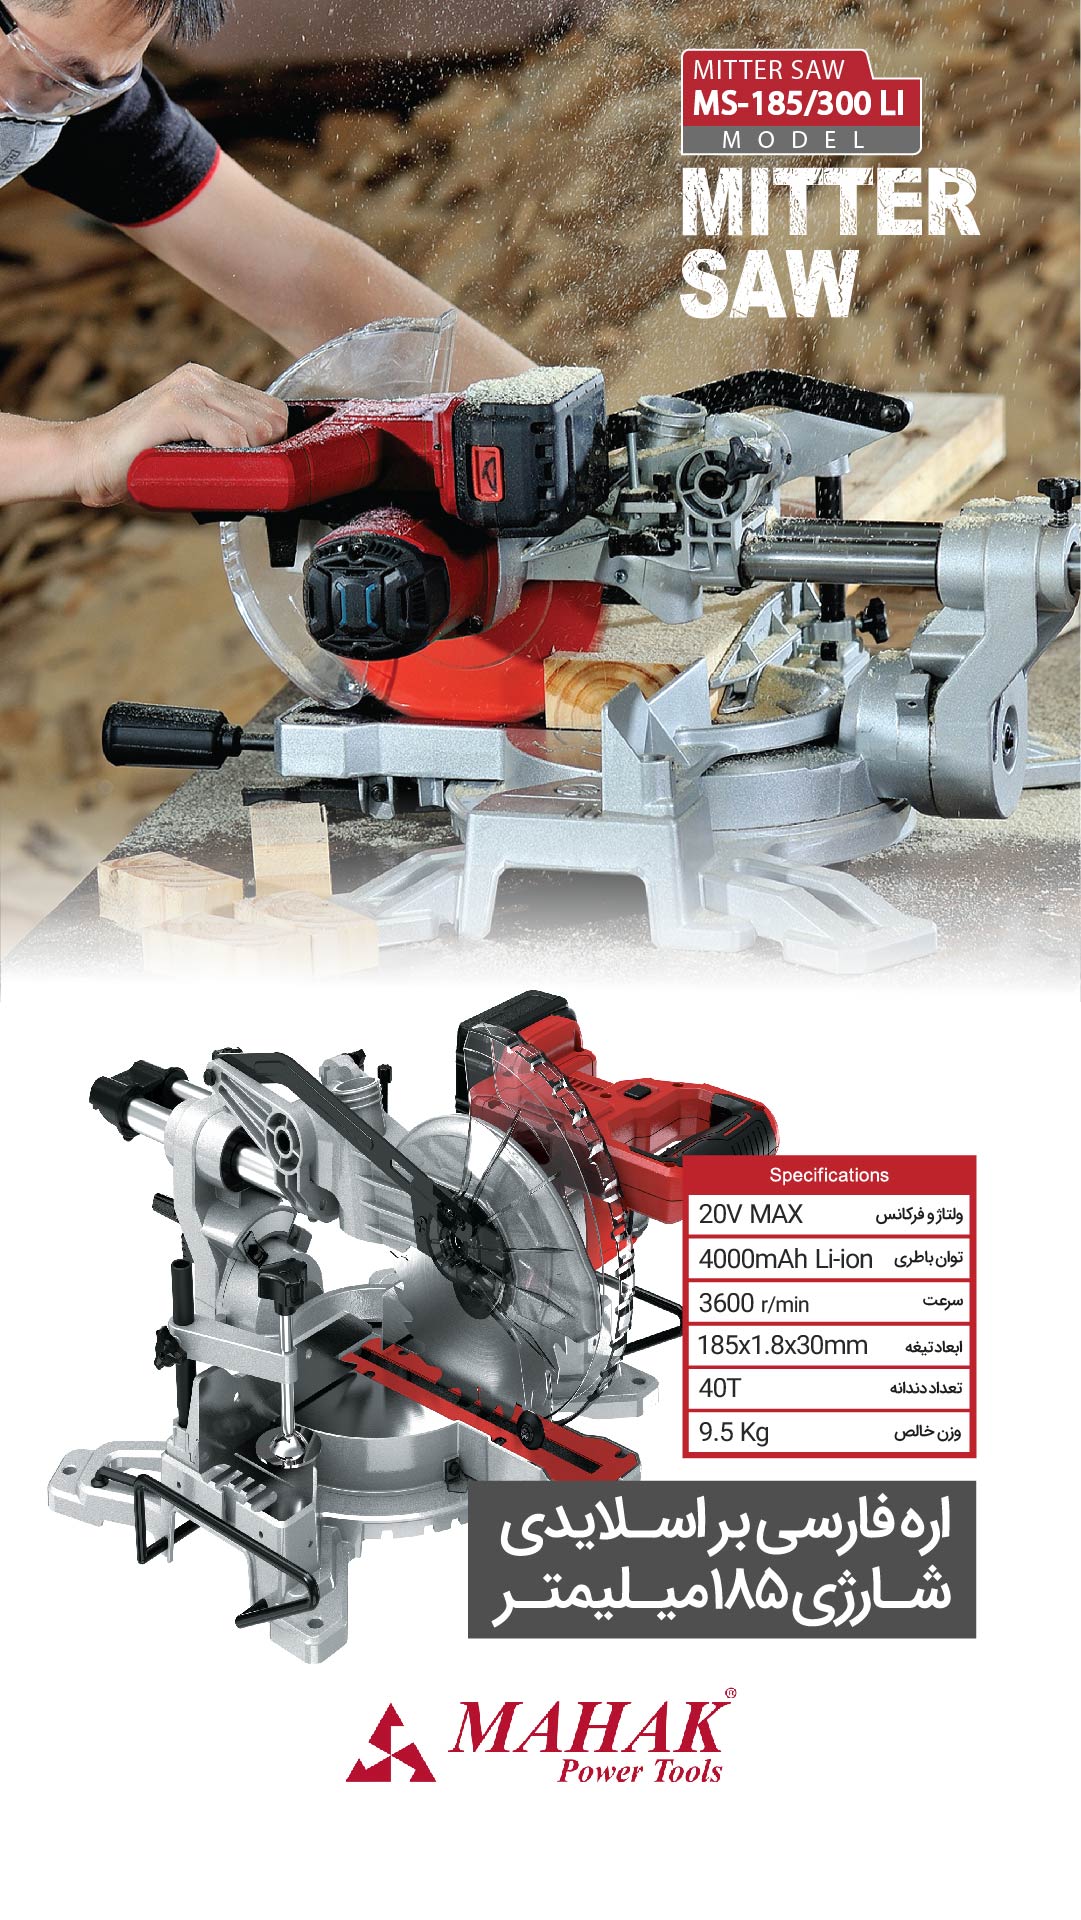 MITTER SAW
MS-185/300 LI
MODEL
MITTER
SAW
Specifications
20V MAX ولتاژ و فرکانس
4000mAh Li-ion توان باطری
3600 r/min سرعت
185x1.8x30mm ابعاد تیغه
40T تعداد دندانه
9.5 Kg وزن خالص
اره فارسی بر اسلایدی
شارژی ۱۸۵ میلیمتر
MAHAK®
Power Tools